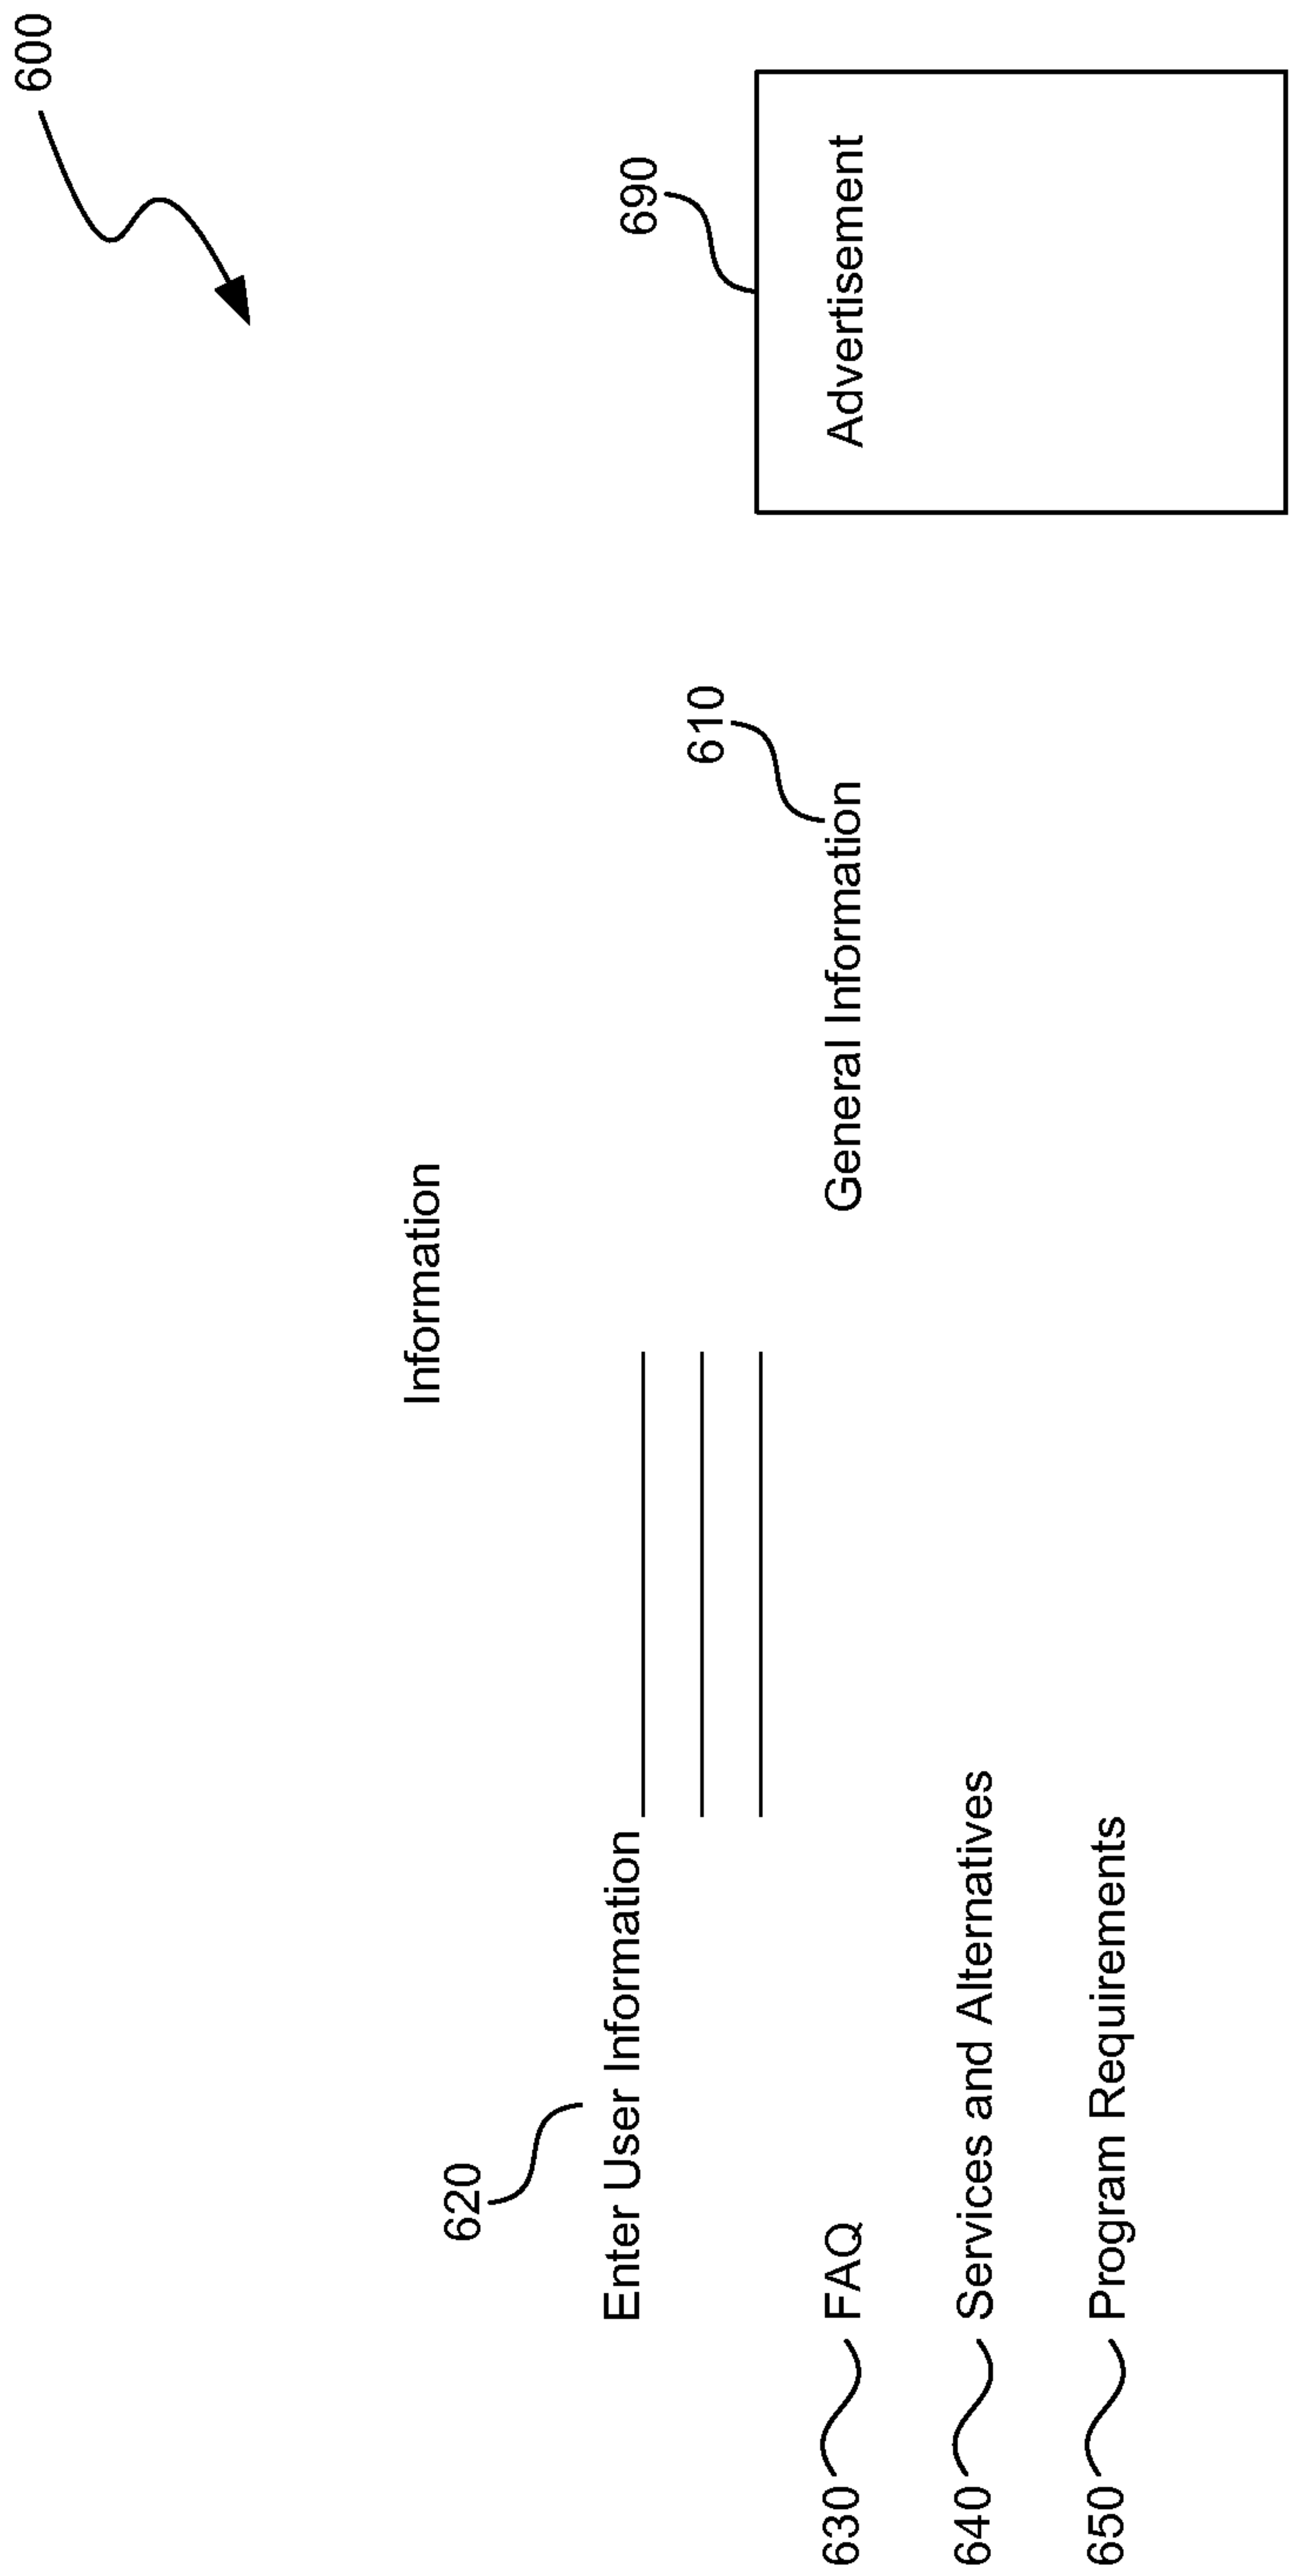 600
Information
620
Enter User Information
690
610
630 FAQ
General Information
Advertisement
640 Services and Alternatives
650 Program Requirements